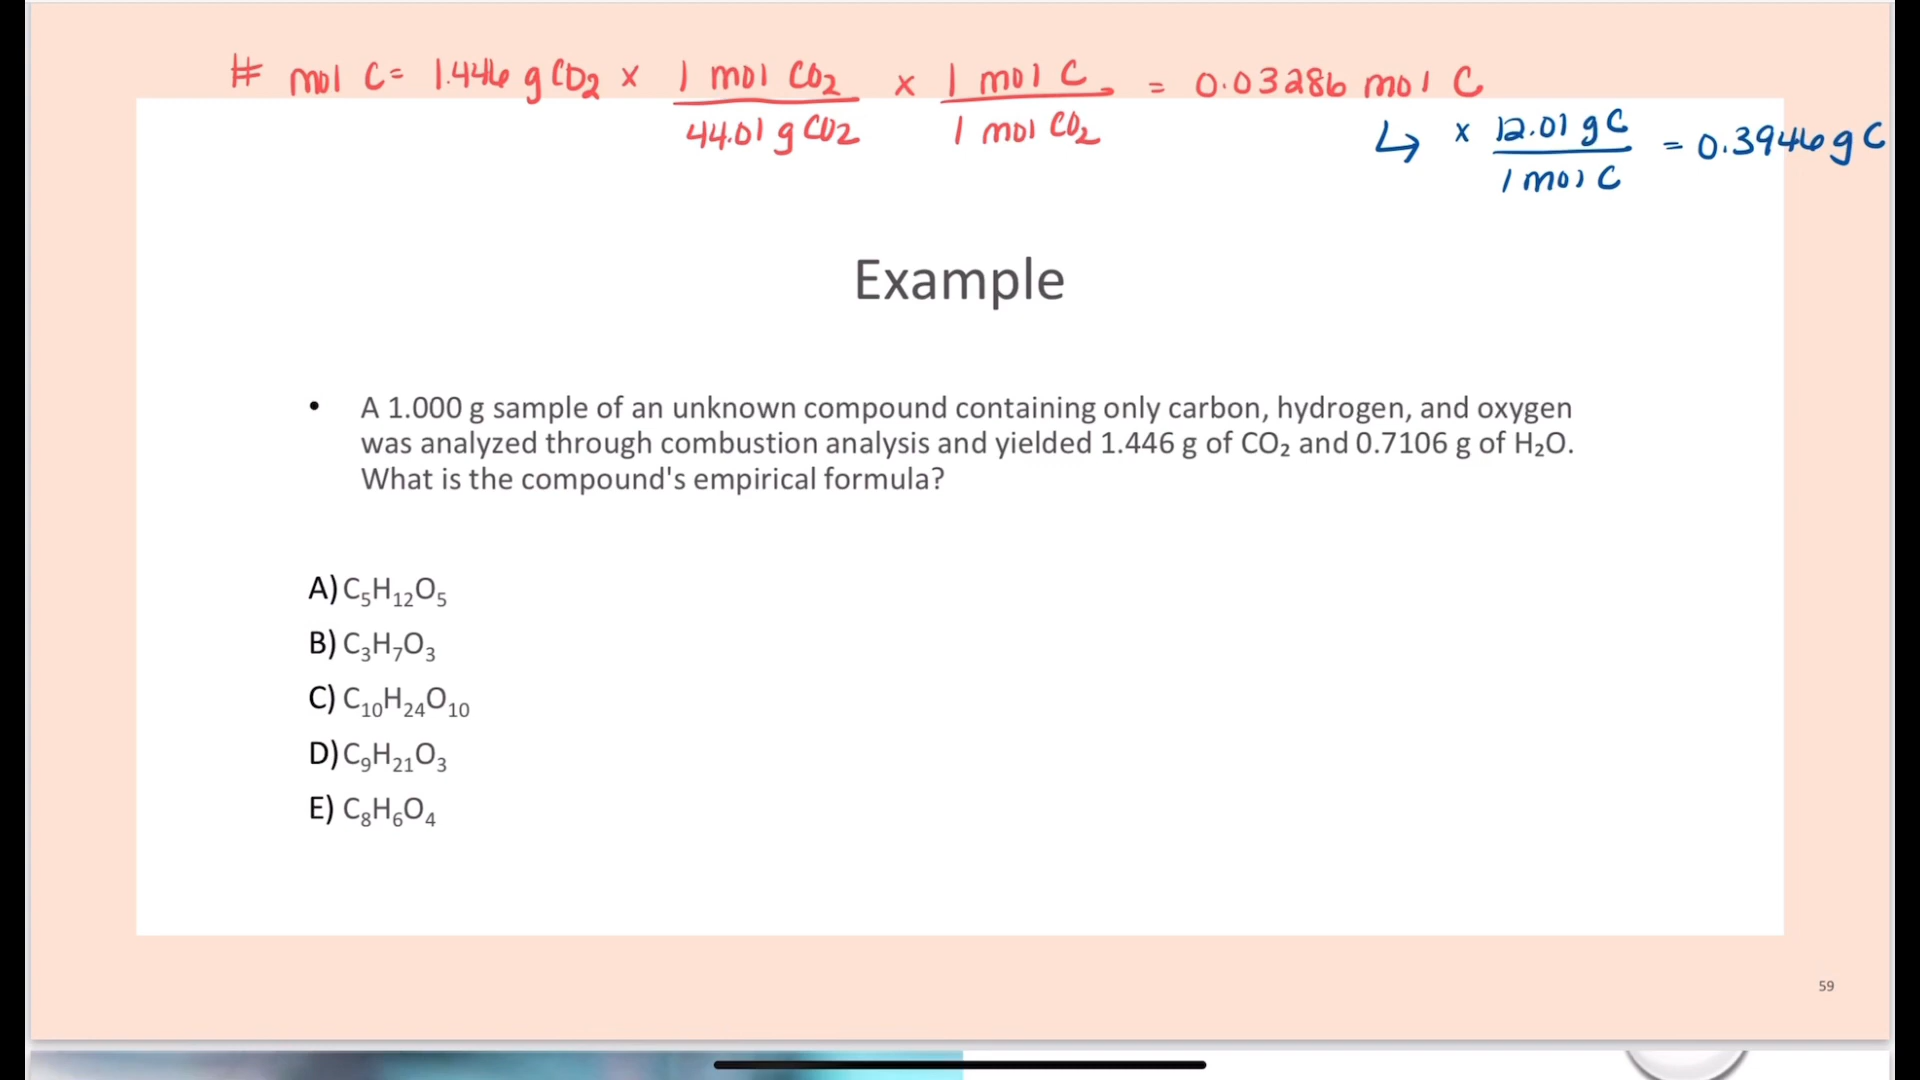 # mol C = 1.446 g CO₂ x 1 mol CO₂ / 44.01 g CO₂ x 1 mol C / 1 mol CO₂ = 0.03286 mol C
↳ x 12.01 g C / 1 mol C = 0.3946 g C
Example
• A 1.000 g sample of an unknown compound containing only carbon, hydrogen, and oxygen
was analyzed through combustion analysis and yielded 1.446 g of CO₂ and 0.7106 g of H₂O.
What is the compound's empirical formula?
A) C₅H₁₂O₅
B) C₃H₇O₃
C) C₁₀H₂₄O₁₀
D) C₉H₂₁O₃
E) C₈H₆O₄
59